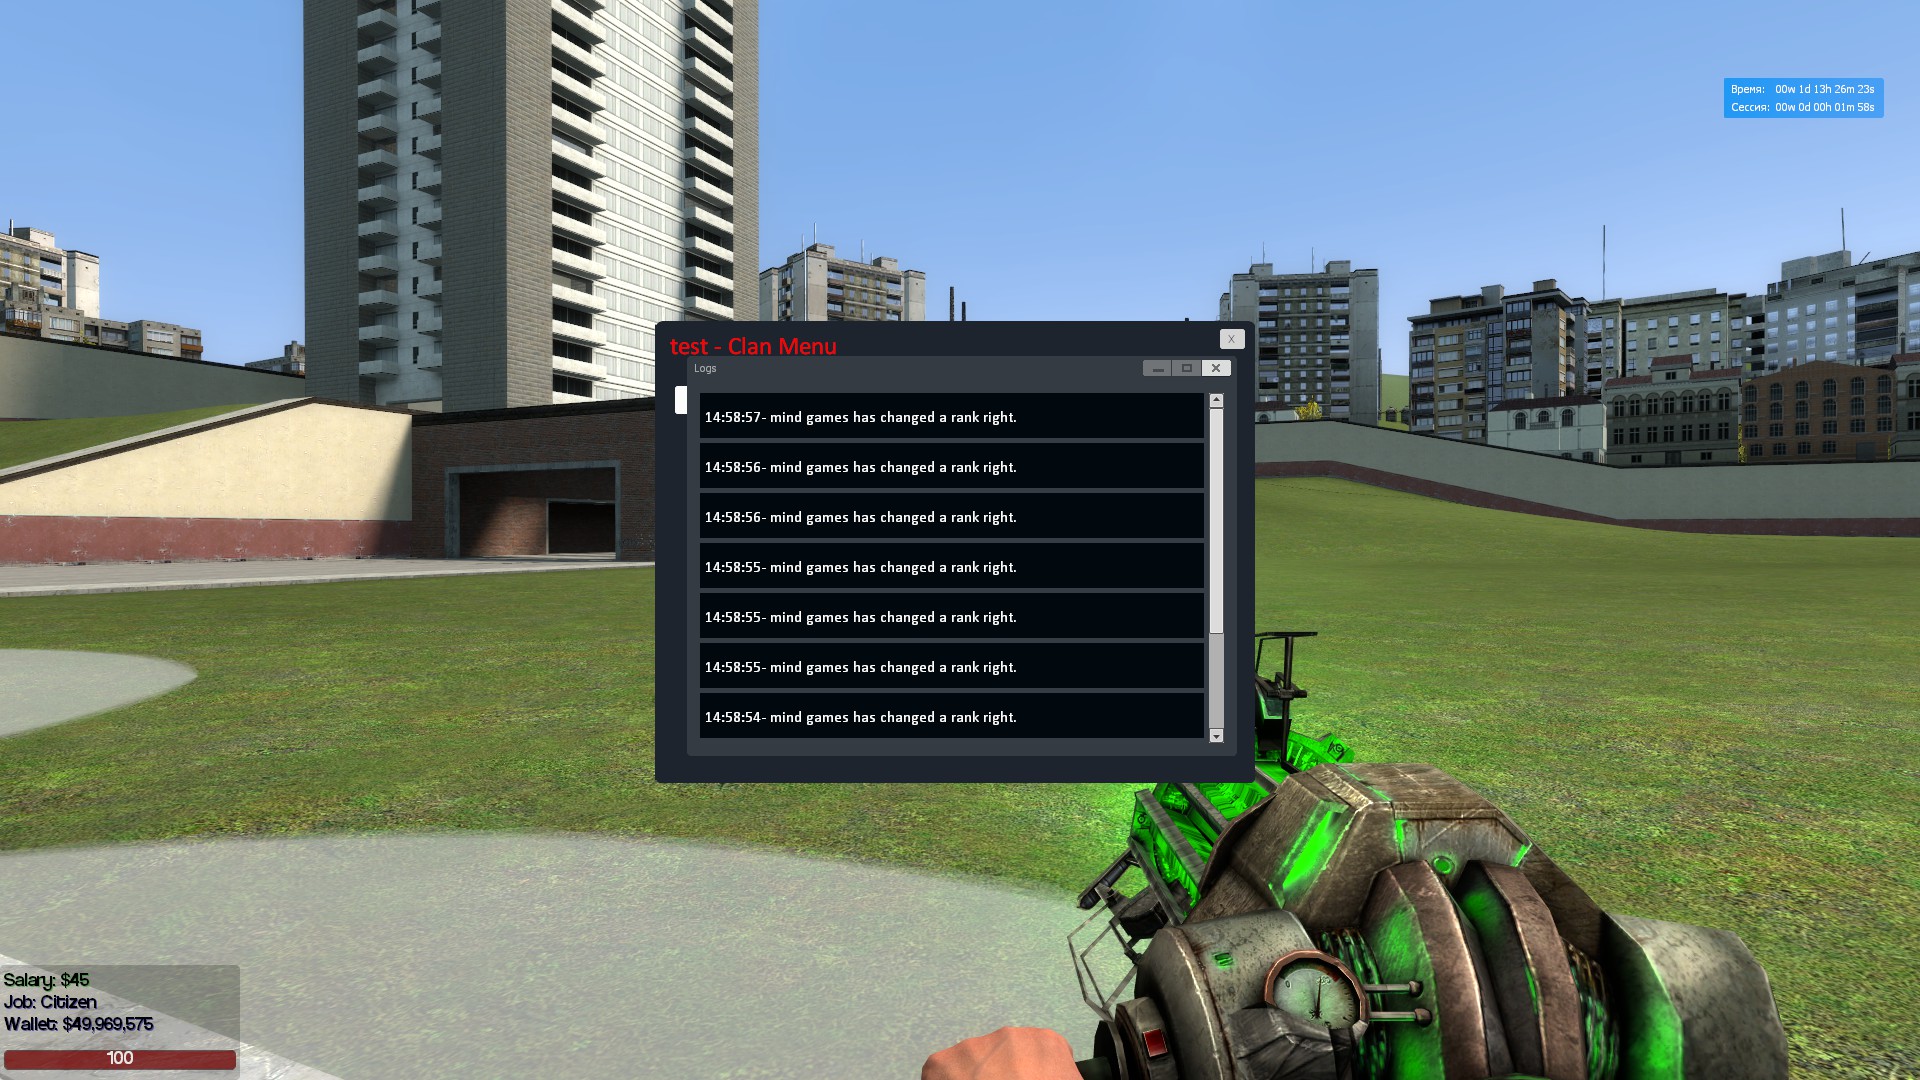 Время: 00w 1d 13h 26m 23s
Сессия: 00w 0d 00h 01m 58s
test - Clan Menu
X
Logs
14:58:57- mind games has changed a rank right.
14:58:56- mind games has changed a rank right.
14:58:56- mind games has changed a rank right.
14:58:55- mind games has changed a rank right.
14:58:55- mind games has changed a rank right.
14:58:55- mind games has changed a rank right.
14:58:54- mind games has changed a rank right.
Salary: $45
Job: Citizen
Wallet: $49,969,575
100